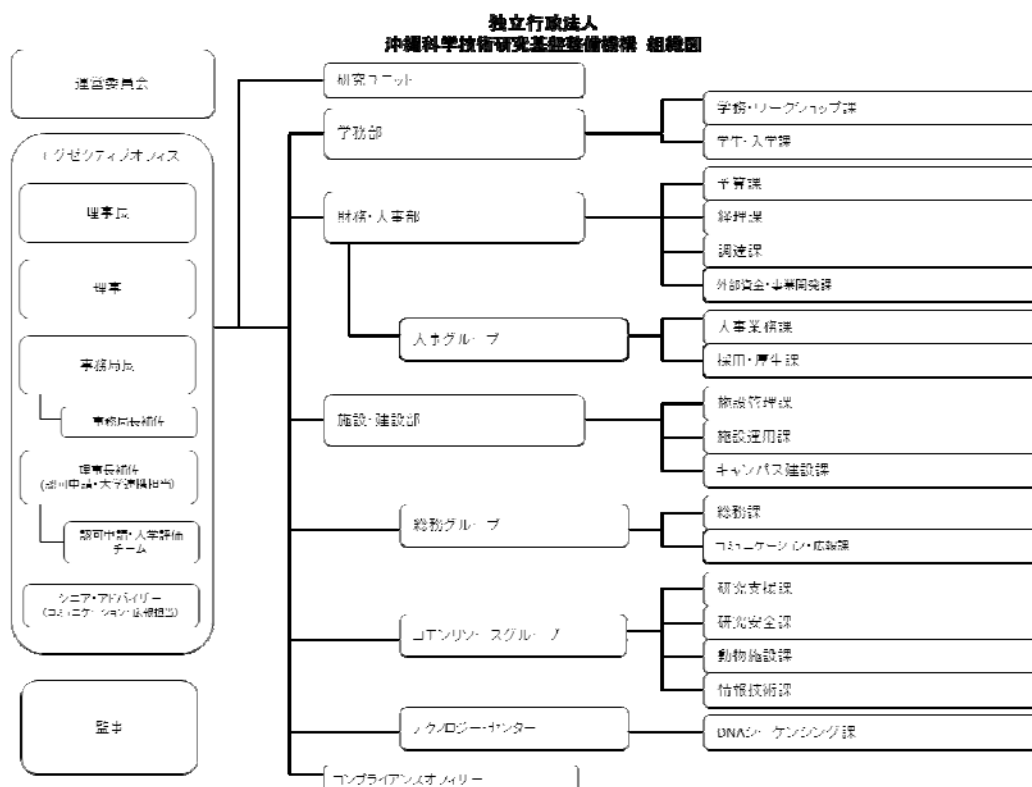 独立行政法人
沖縄科学技術研究基盤整備機構 組織図
運営委員会
エグゼクティブオフィス
理事長
理事
事務局長
事務局長補佐
理事長補佐
(認可申請・大学連携担当)
認可申請・大学評価
チーム
シニア・アドバイザー
(コミュニケーション・広報担当)
監事
研究ユニット
学務部
財務・人事部
人事グループ
施設・建設部
総務グループ
コモンリソースグループ
テクノロジー・センター
コンプライアンスオフィサー
学務・ワークショップ課
学生・入学課
予算課
経理課
調達課
外部資金・事業開発課
人事業務課
採用・厚生課
施設管理課
施設運用課
キャンパス建設課
総務課
コミュニケーション・広報課
研究支援課
研究安全課
動物施設課
情報技術課
DNAシーケンシング課